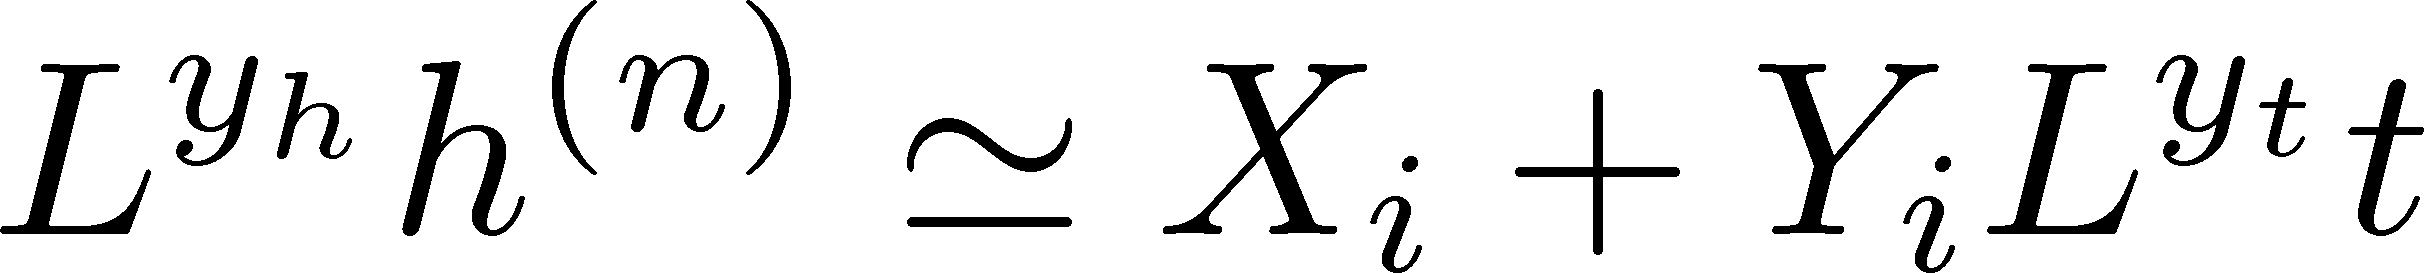 $L^{y_h} h^{(n)} \simeq X_i + Y_i L^{y_t} t$